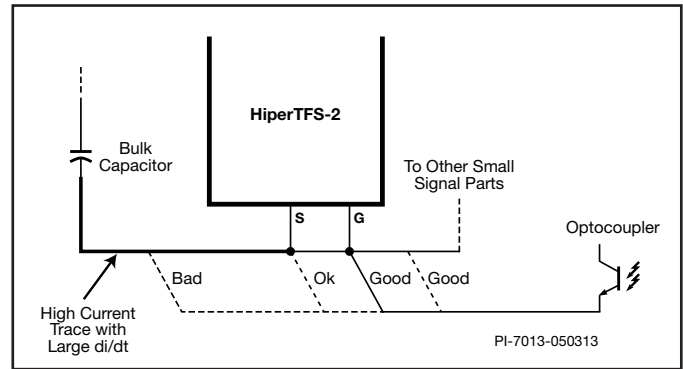 HiperTFS-2
Bulk
Capacitor
To Other Small
Signal Parts
S
G
Optocoupler
Bad
Ok
Good
Good
High Current
Trace with
Large di/dt
PI-7013-050313